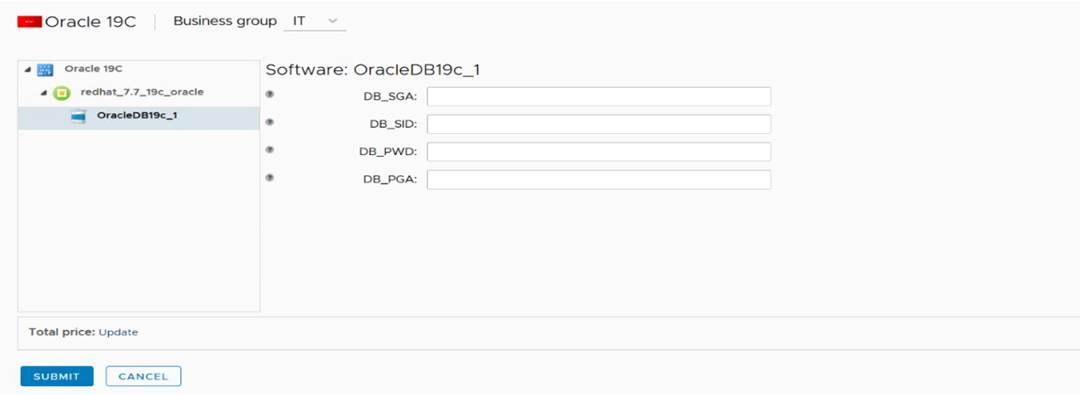 Oracle 19C Business group IT
Oracle 19C
redhat_7.7_19c_oracle
OracleDB19c_1
Software: OracleDB19c_1
DB_SGA:
DB_SID:
DB_PWD:
DB_PGA:
Total price: Update
SUBMIT CANCEL